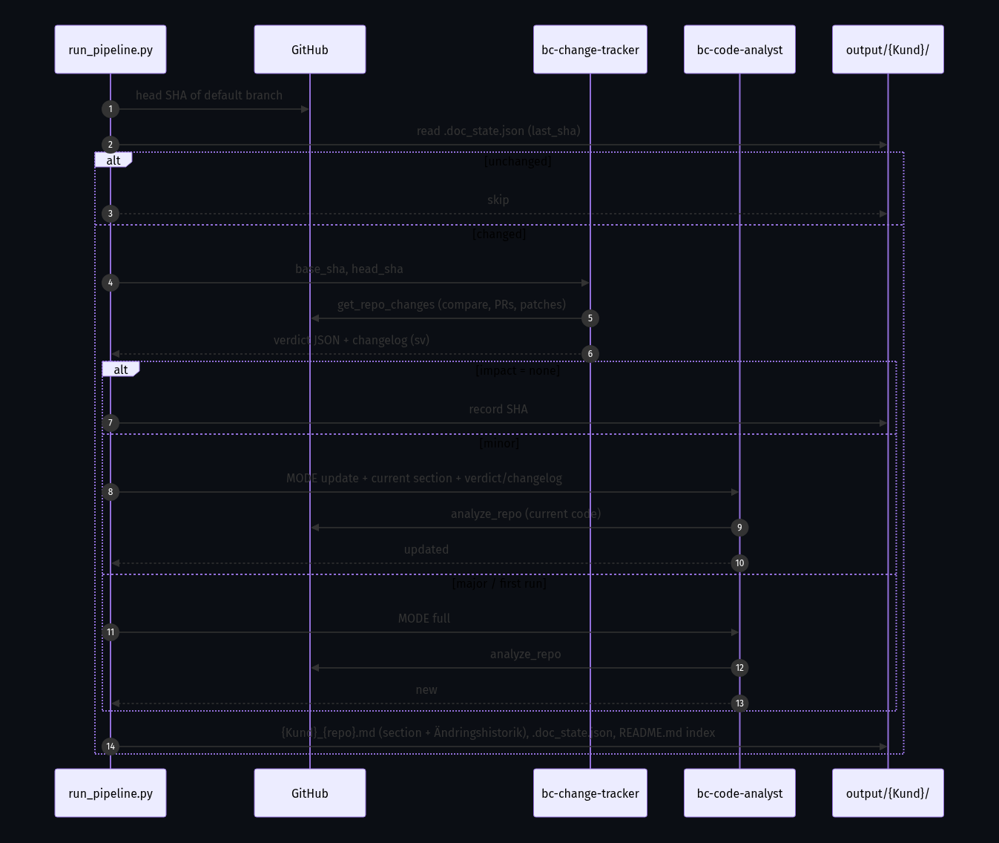 run_pipeline.py
GitHub
bc-change-tracker
bc-code-analyst
output/{Kund}/
head SHA of default branch
1
read .doc_state.json (last_sha)
2
alt
[unchanged]
skip
3
[changed]
base_sha, head_sha
4
get_repo_changes (compare, PRs, patches)
5
verdict JSON + changelog (sv)
6
alt
[impact = none]
record SHA
7
[minor]
MODE update + current section + verdict/changelog
8
analyze_repo (current code)
9
updated
10
[major / first run]
MODE full
11
analyze_repo
12
new
13
{Kund}_{repo}.md (section + Ändringshistorik), .doc_state.json, README.md index
14
run_pipeline.py
GitHub
bc-change-tracker
bc-code-analyst
output/{Kund}/